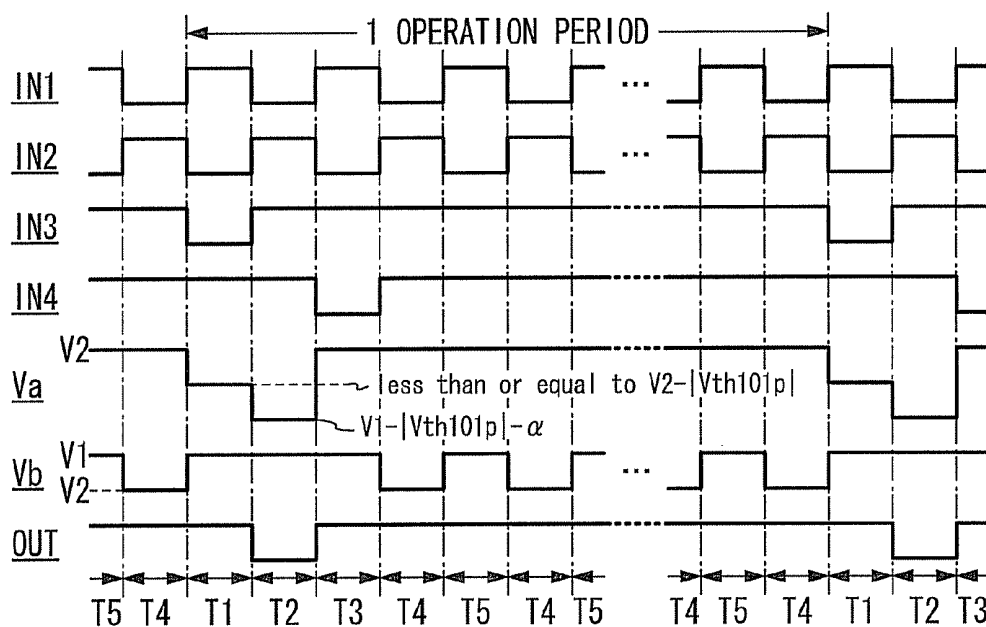 1 OPERATION PERIOD
IN1
...
IN2
...
IN3
IN4
V2
Va
less than or equal to V2-|Vth101p|
V1-|Vth101p|-α
V1
Vb
V2
...
OUT
T5 T4 T1 T2 T3 T4 T5 T4 T5 T4 T5 T4 T1 T2 T3